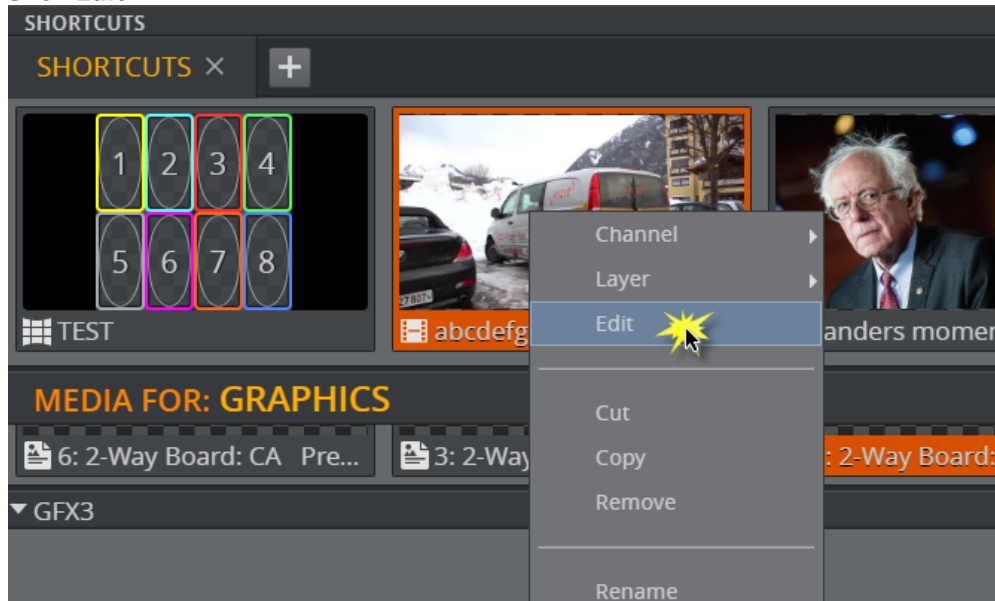 SHORTCUTS
SHORTCUTS × +
1 2 3 4
5 6 7 8
TEST
abcdefg
anders momen
Channel
Layer
Edit
Cut
Copy
Remove
Rename
MEDIA FOR: GRAPHICS
6: 2-Way Board: CA Pre...
3: 2-Way
: 2-Way Board:
GFX3